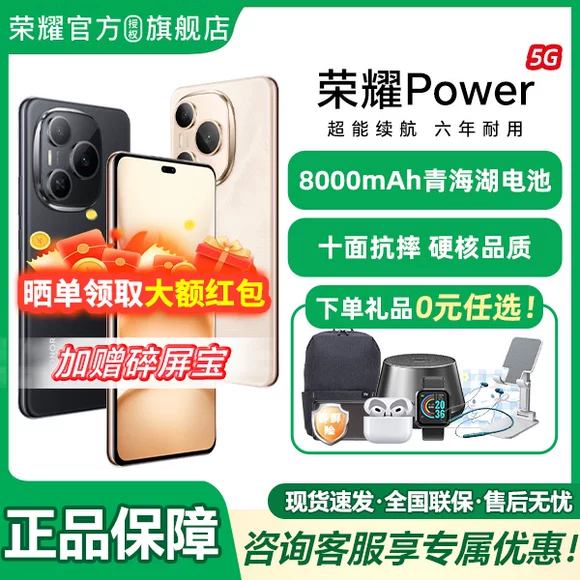 荣耀官方授权旗舰店
5G
荣耀Power
超能续航 六年耐用
8000mAh青海湖电池
十面抗摔 硬核品质
下单礼品0元任选!
晒单领取大额红包
加赠碎屏宝
20
36
现货速发·全国联保·售后无忧
正品保障
咨询客服享专属优惠!